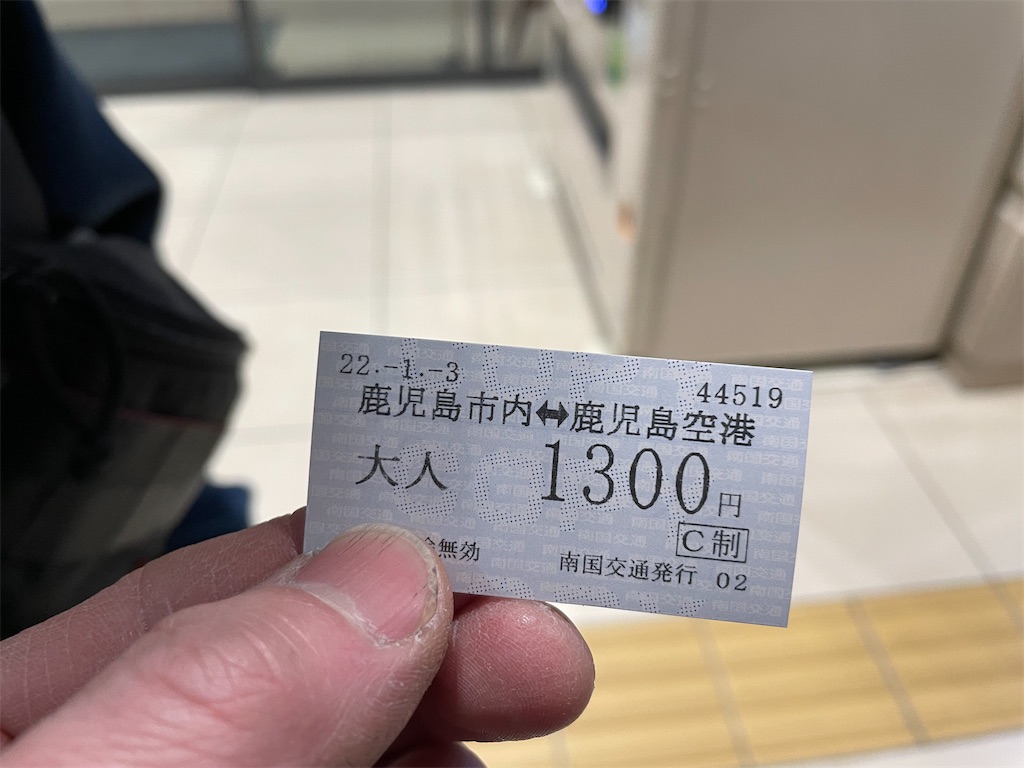 22.-1.-3
44519
鹿児島市内⬌鹿児島空港
大人 1300円
C制
無効 南国交通発行 02